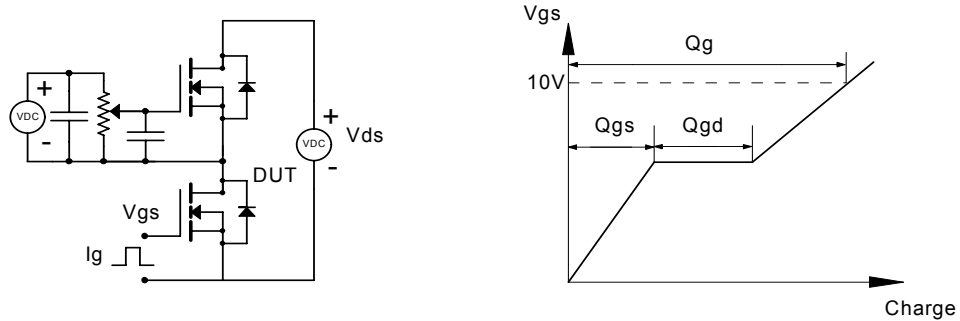 +
VDC
-
+
VDC
-
Vds
DUT
Vgs
Ig
Vgs
Qg
10V
Qgs
Qgd
Charge